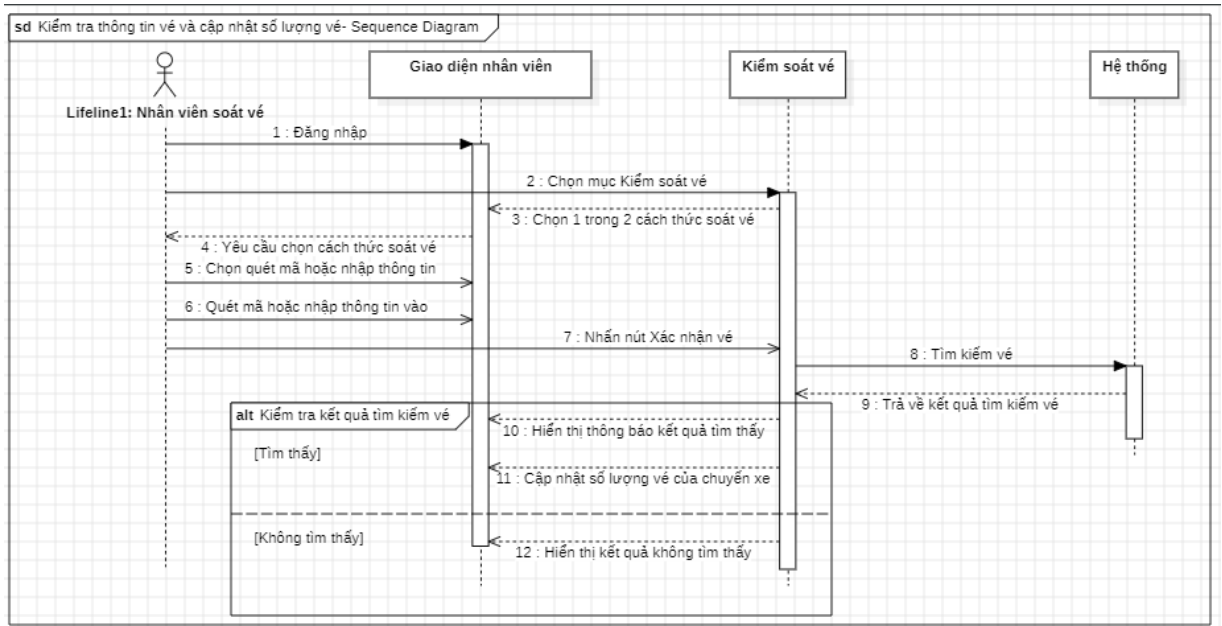 sd Kiểm tra thông tin vé và cập nhật số lượng vé- Sequence Diagram
Giao diện nhân viên
Kiểm soát vé
Hệ thống
Lifeline1: Nhân viên soát vé
1 : Đăng nhập
2 : Chọn mục Kiểm soát vé
3 : Chọn 1 trong 2 cách thức soát vé
4 : Yêu cầu chọn cách thức soát vé
5 : Chọn quét mã hoặc nhập thông tin
6 : Quét mã hoặc nhập thông tin vào
7 : Nhấn nút Xác nhận vé
8 : Tìm kiếm vé
9 : Trả về kết quả tìm kiếm vé
alt Kiểm tra kết quả tìm kiếm vé
10 : Hiển thị thông báo kết quả tìm thấy
[Tìm thấy]
11 : Cập nhật số lượng vé của chuyến xe
[Không tìm thấy]
12 : Hiển thị kết quả không tìm thấy